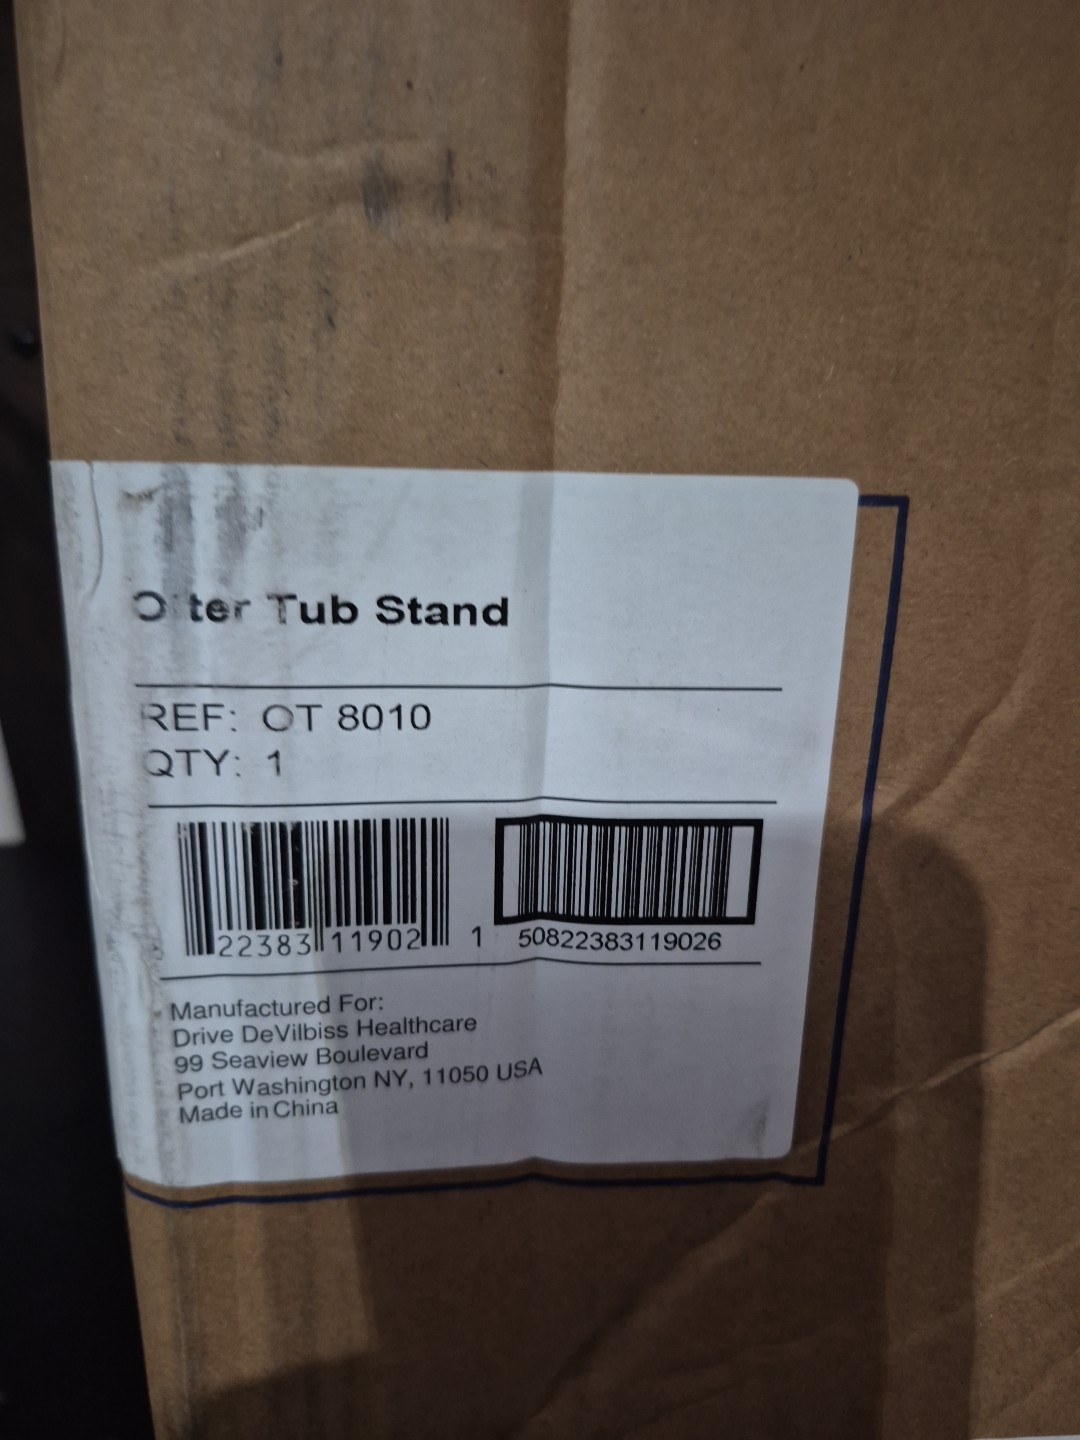 Otter Tub Stand
REF: OT 8010
QTY: 1
22383 11902 1
50822383119026
Manufactured For:
Drive DeVilbiss Healthcare
99 Seaview Boulevard
Port Washington NY, 11050 USA
Made in China